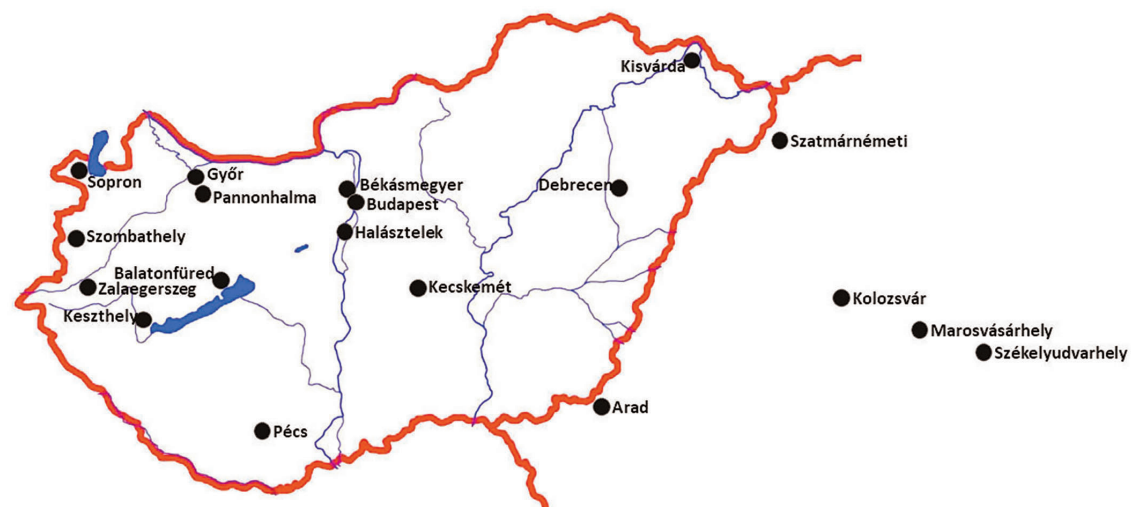 Kisvárda
Szatmárnémeti
Sopron
Győr
Pannonhalma
Békásmegyer
Budapest
Debrecen
Szombathely
Halásztelek
Balatonfüred
Zalaegerszeg
Kecskemét
Keszthely
Kolozsvár
Marosvásárhely
Székelyudvarhely
Arad
Pécs